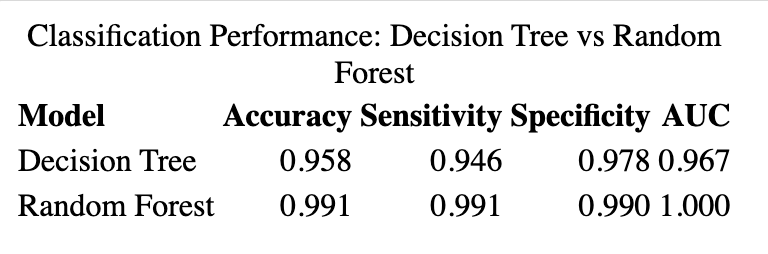 Classification Performance: Decision Tree vs Random
Forest
Model Accuracy Sensitivity Specificity AUC
Decision Tree 0.958 0.946 0.978 0.967
Random Forest 0.991 0.991 0.990 1.000